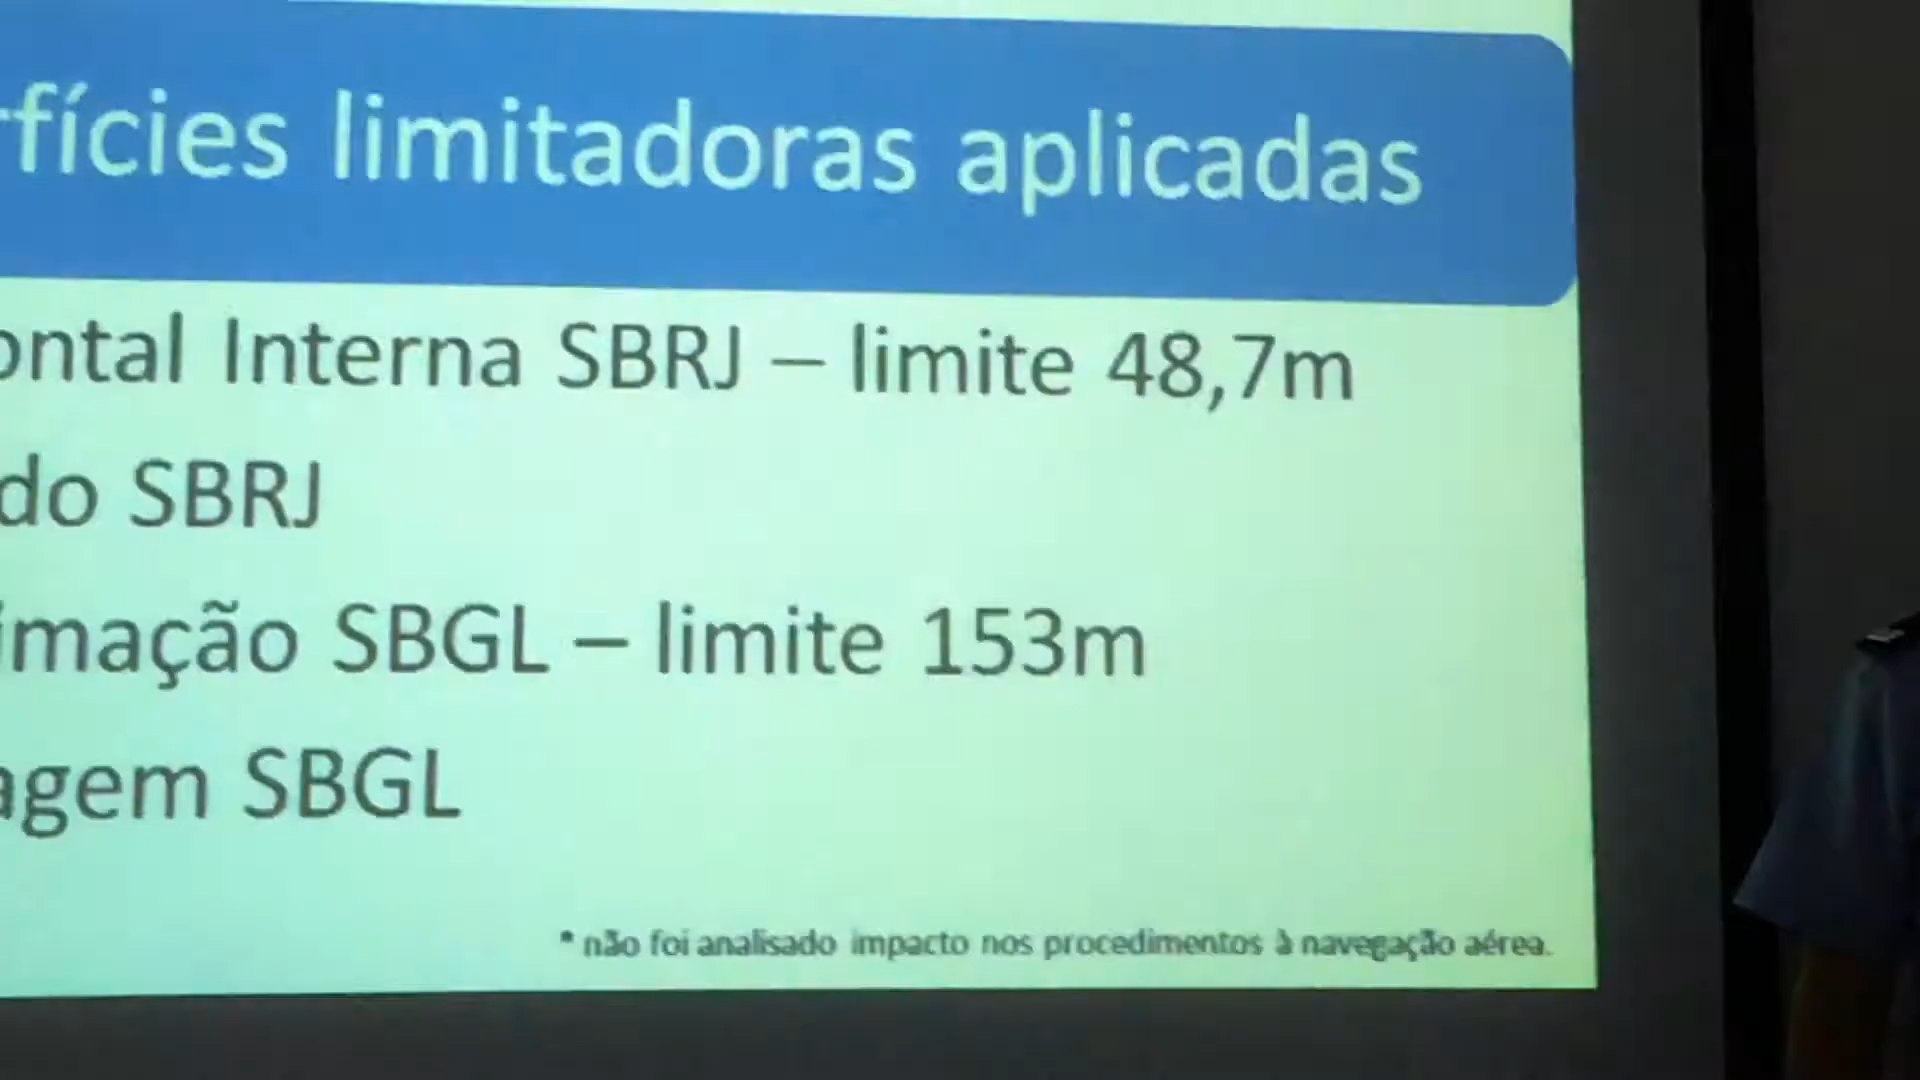 rfícies limitadoras aplicadas
ontal Interna SBRJ – limite 48,7m
do SBRJ
imação SBGL – limite 153m
agem SBGL
* não foi analisado impacto nos procedimentos à navegação aérea.